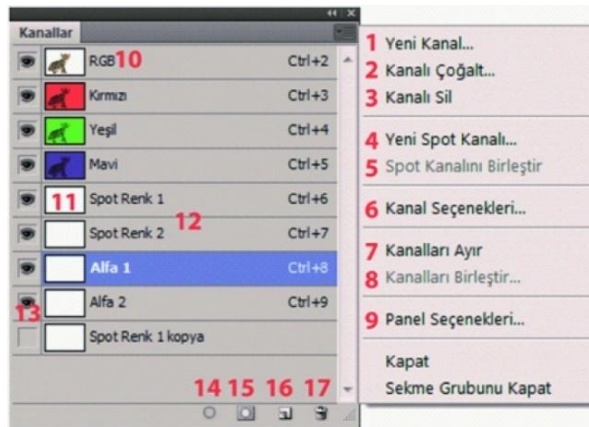 Kanallar
RGB 10 Ctrl+2
Kırmızı Ctrl+3
Yeşil Ctrl+4
Mavi Ctrl+5
11 Spot Renk 1 Ctrl+6
12
Spot Renk 2 Ctrl+7
Alfa 1 Ctrl+8
Alfa 2 Ctrl+9
13
Spot Renk 1 kopya
14 15 16 17
1 Yeni Kanal...
2 Kanalı Çoğalt...
3 Kanalı Sil
4 Yeni Spot Kanalı...
5 Spot Kanalını Birleştir
6 Kanal Seçenekleri...
7 Kanalları Ayır
8 Kanalları Birleştir...
9 Panel Seçenekleri...
Kapat
Sekme Grubunu Kapat